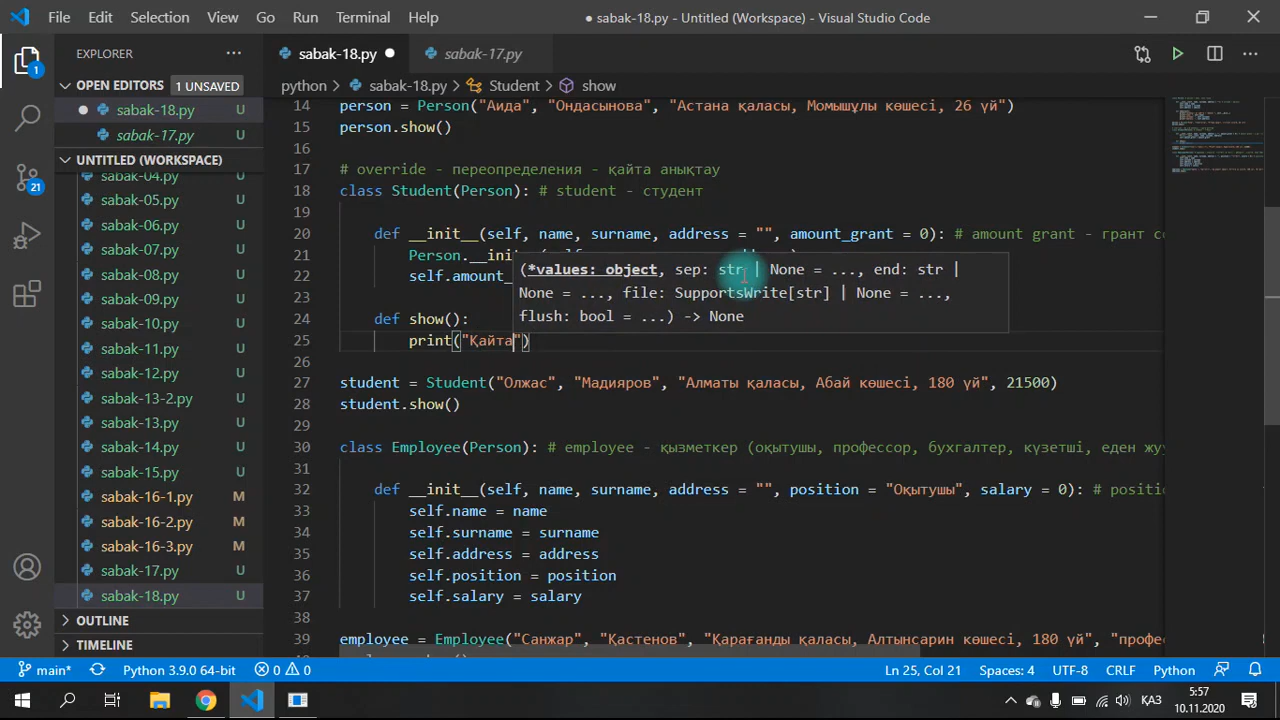 File Edit Selection View Go Run Terminal Help
● sabak-18.py - Untitled (Workspace) - Visual Studio Code
EXPLORER
sabak-18.py
sabak-17.py
OPEN EDITORS 1 UNSAVED
python > sabak-18.py > Student > show
sabak-18.py U
sabak-17.py U
UNTITLED (WORKSPACE)
sabak-04.py U
sabak-05.py U
sabak-06.py U
sabak-07.py U
sabak-08.py U
sabak-09.py U
sabak-10.py U
sabak-11.py U
sabak-12.py U
sabak-13-2.py U
sabak-13.py U
sabak-14.py U
sabak-15.py U
sabak-16-1.py M
sabak-16-2.py M
sabak-16-3.py M
sabak-17.py U
sabak-18.py U
OUTLINE
TIMELINE
1
21
14 person = Person("Аида", "Ондасынова", "Астана қаласы, Момышұлы көшесі, 26 үй")
15 person.show()
16
17 # override - переопределения - қайта анықтау
18 class Student(Person): # student - студент
19
20 def __init__(self, name, surname, address = "", amount_grant = 0): # amount grant - грант со
21 Person.__init
22 self.amount_
23
24 def show():
25 print("Қайта")
26
27 student = Student("Олжас", "Мадияров", "Алматы қаласы, Абай көшесі, 180 үй", 21500)
28 student.show()
29
30 class Employee(Person): # employee - қызметкер (оқытушы, профессор, бухгалтер, күзетші, еден жу
31
32 def __init__(self, name, surname, address = "", position = "Оқытушы", salary = 0): # positi
33 self.name = name
34 self.surname = surname
35 self.address = address
36 self.position = position
37 self.salary = salary
38
39 employee = Employee("Санжар", "Қастенов", "Қарағанды қаласы, Алтынсарин көшесі, 180 үй", "профе
(*values: object, sep: str | None = ..., end: str |
None = ..., file: SupportsWrite[str] | None = ...,
flush: bool = ...) -> None
main* Python 3.9.0 64-bit 0 0 Ln 25, Col 21 Spaces: 4 UTF-8 CRLF Python
ҚАЗ
5:57
10.11.2020